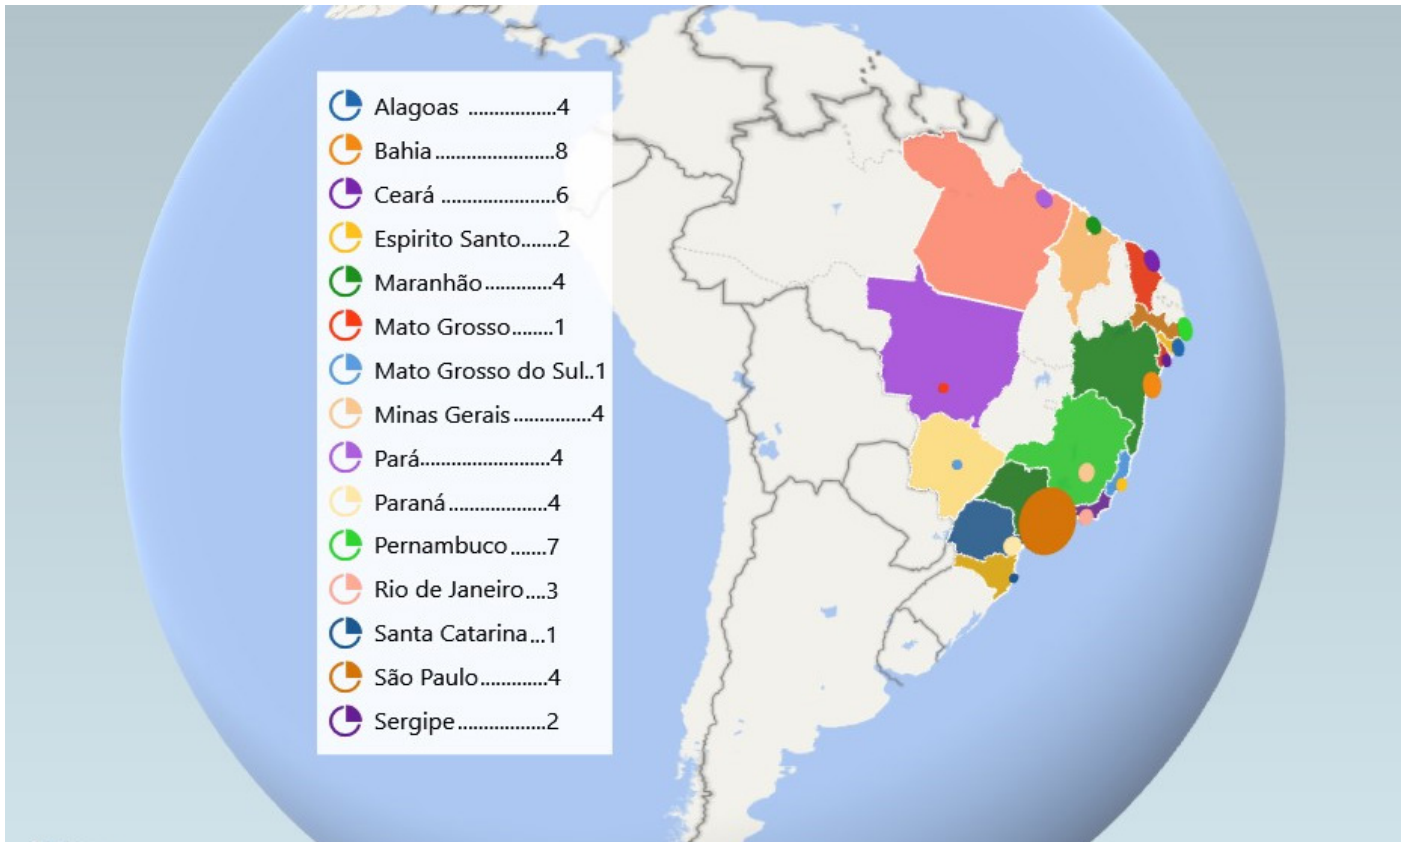 Alagoas .................4
Bahia.......................8
Ceará ......................6
Espirito Santo.......2
Maranhão.............4
Mato Grosso........1
Mato Grosso do Sul..1
Minas Gerais...............4
Pará.........................4
Paraná...................4
Pernambuco.......7
Rio de Janeiro....3
Santa Catarina...1
São Paulo.............4
Sergipe.................2